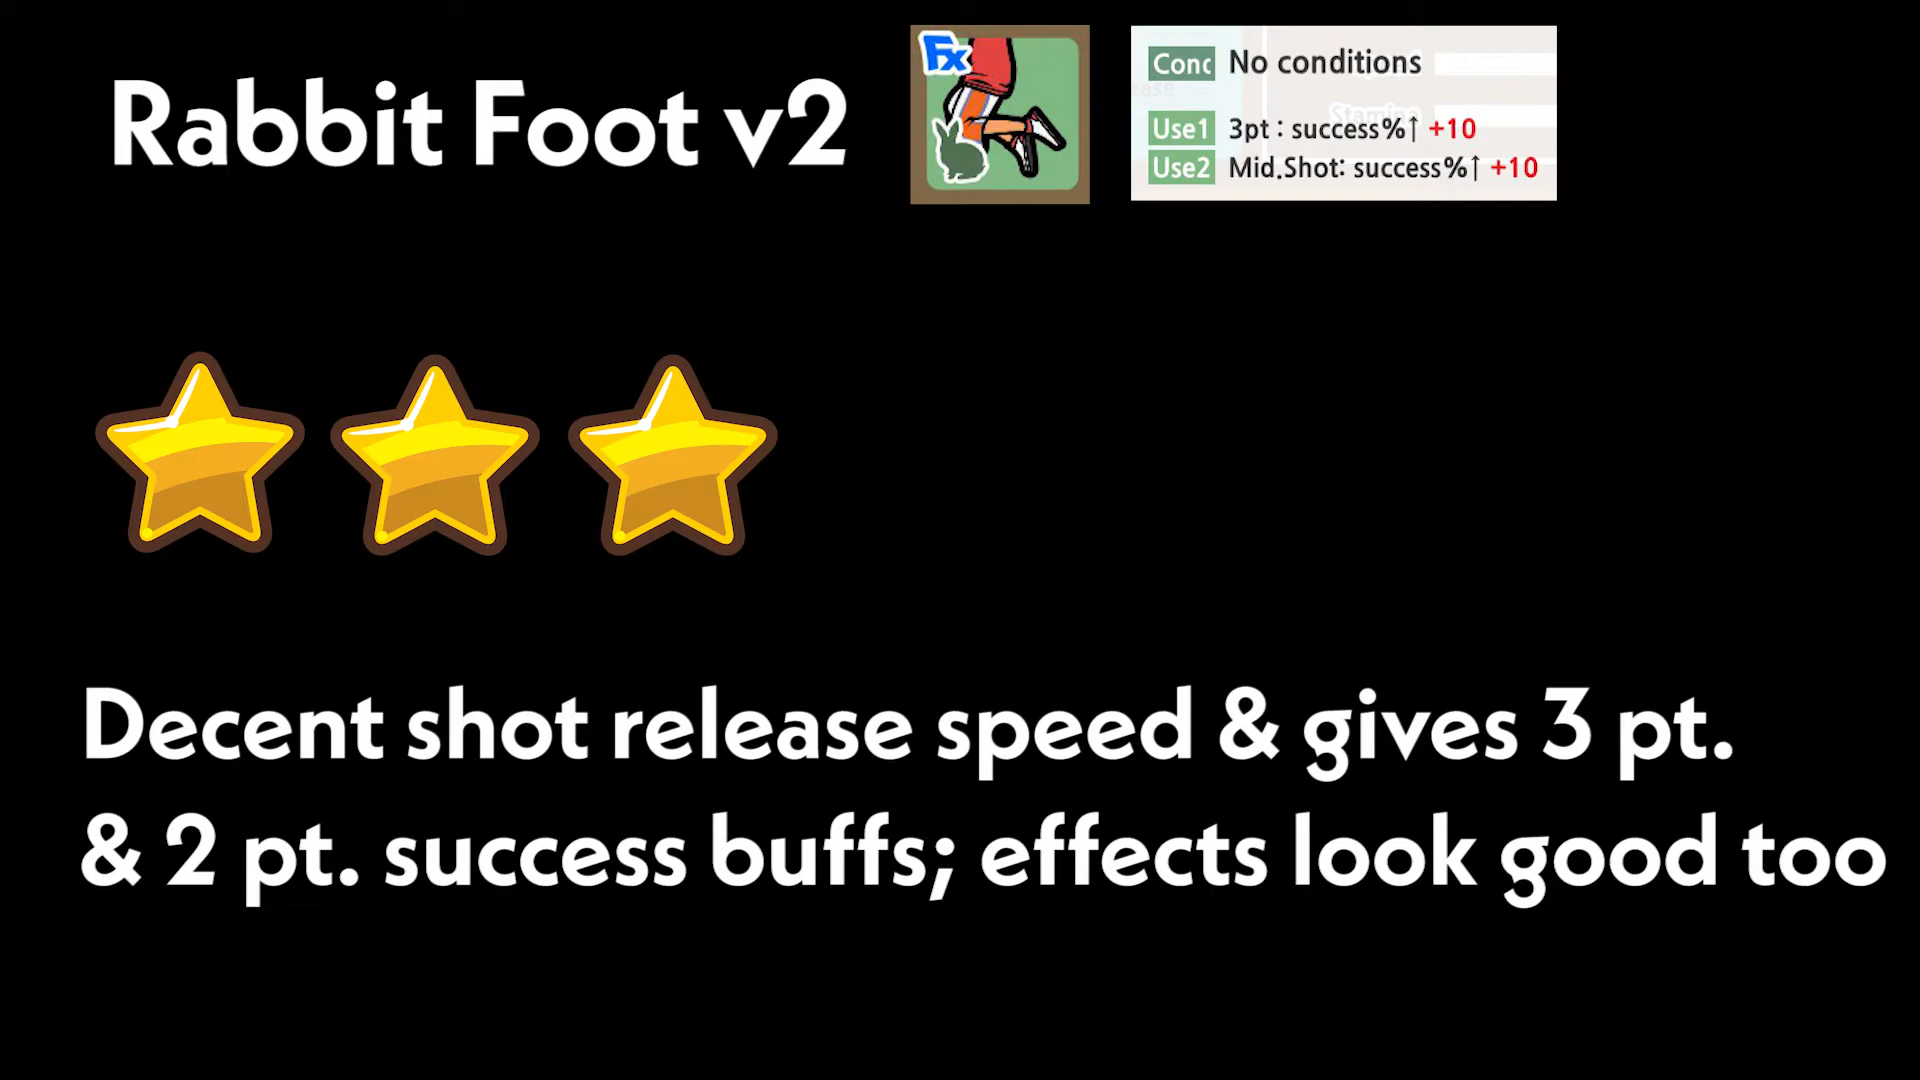 Rabbit Foot v2
Fx
Conc No conditions
Use1 3pt : success%↑ +10
Use2 Mid.Shot: success%↑ +10
Decent shot release speed & gives 3 pt.
& 2 pt. success buffs; effects look good too